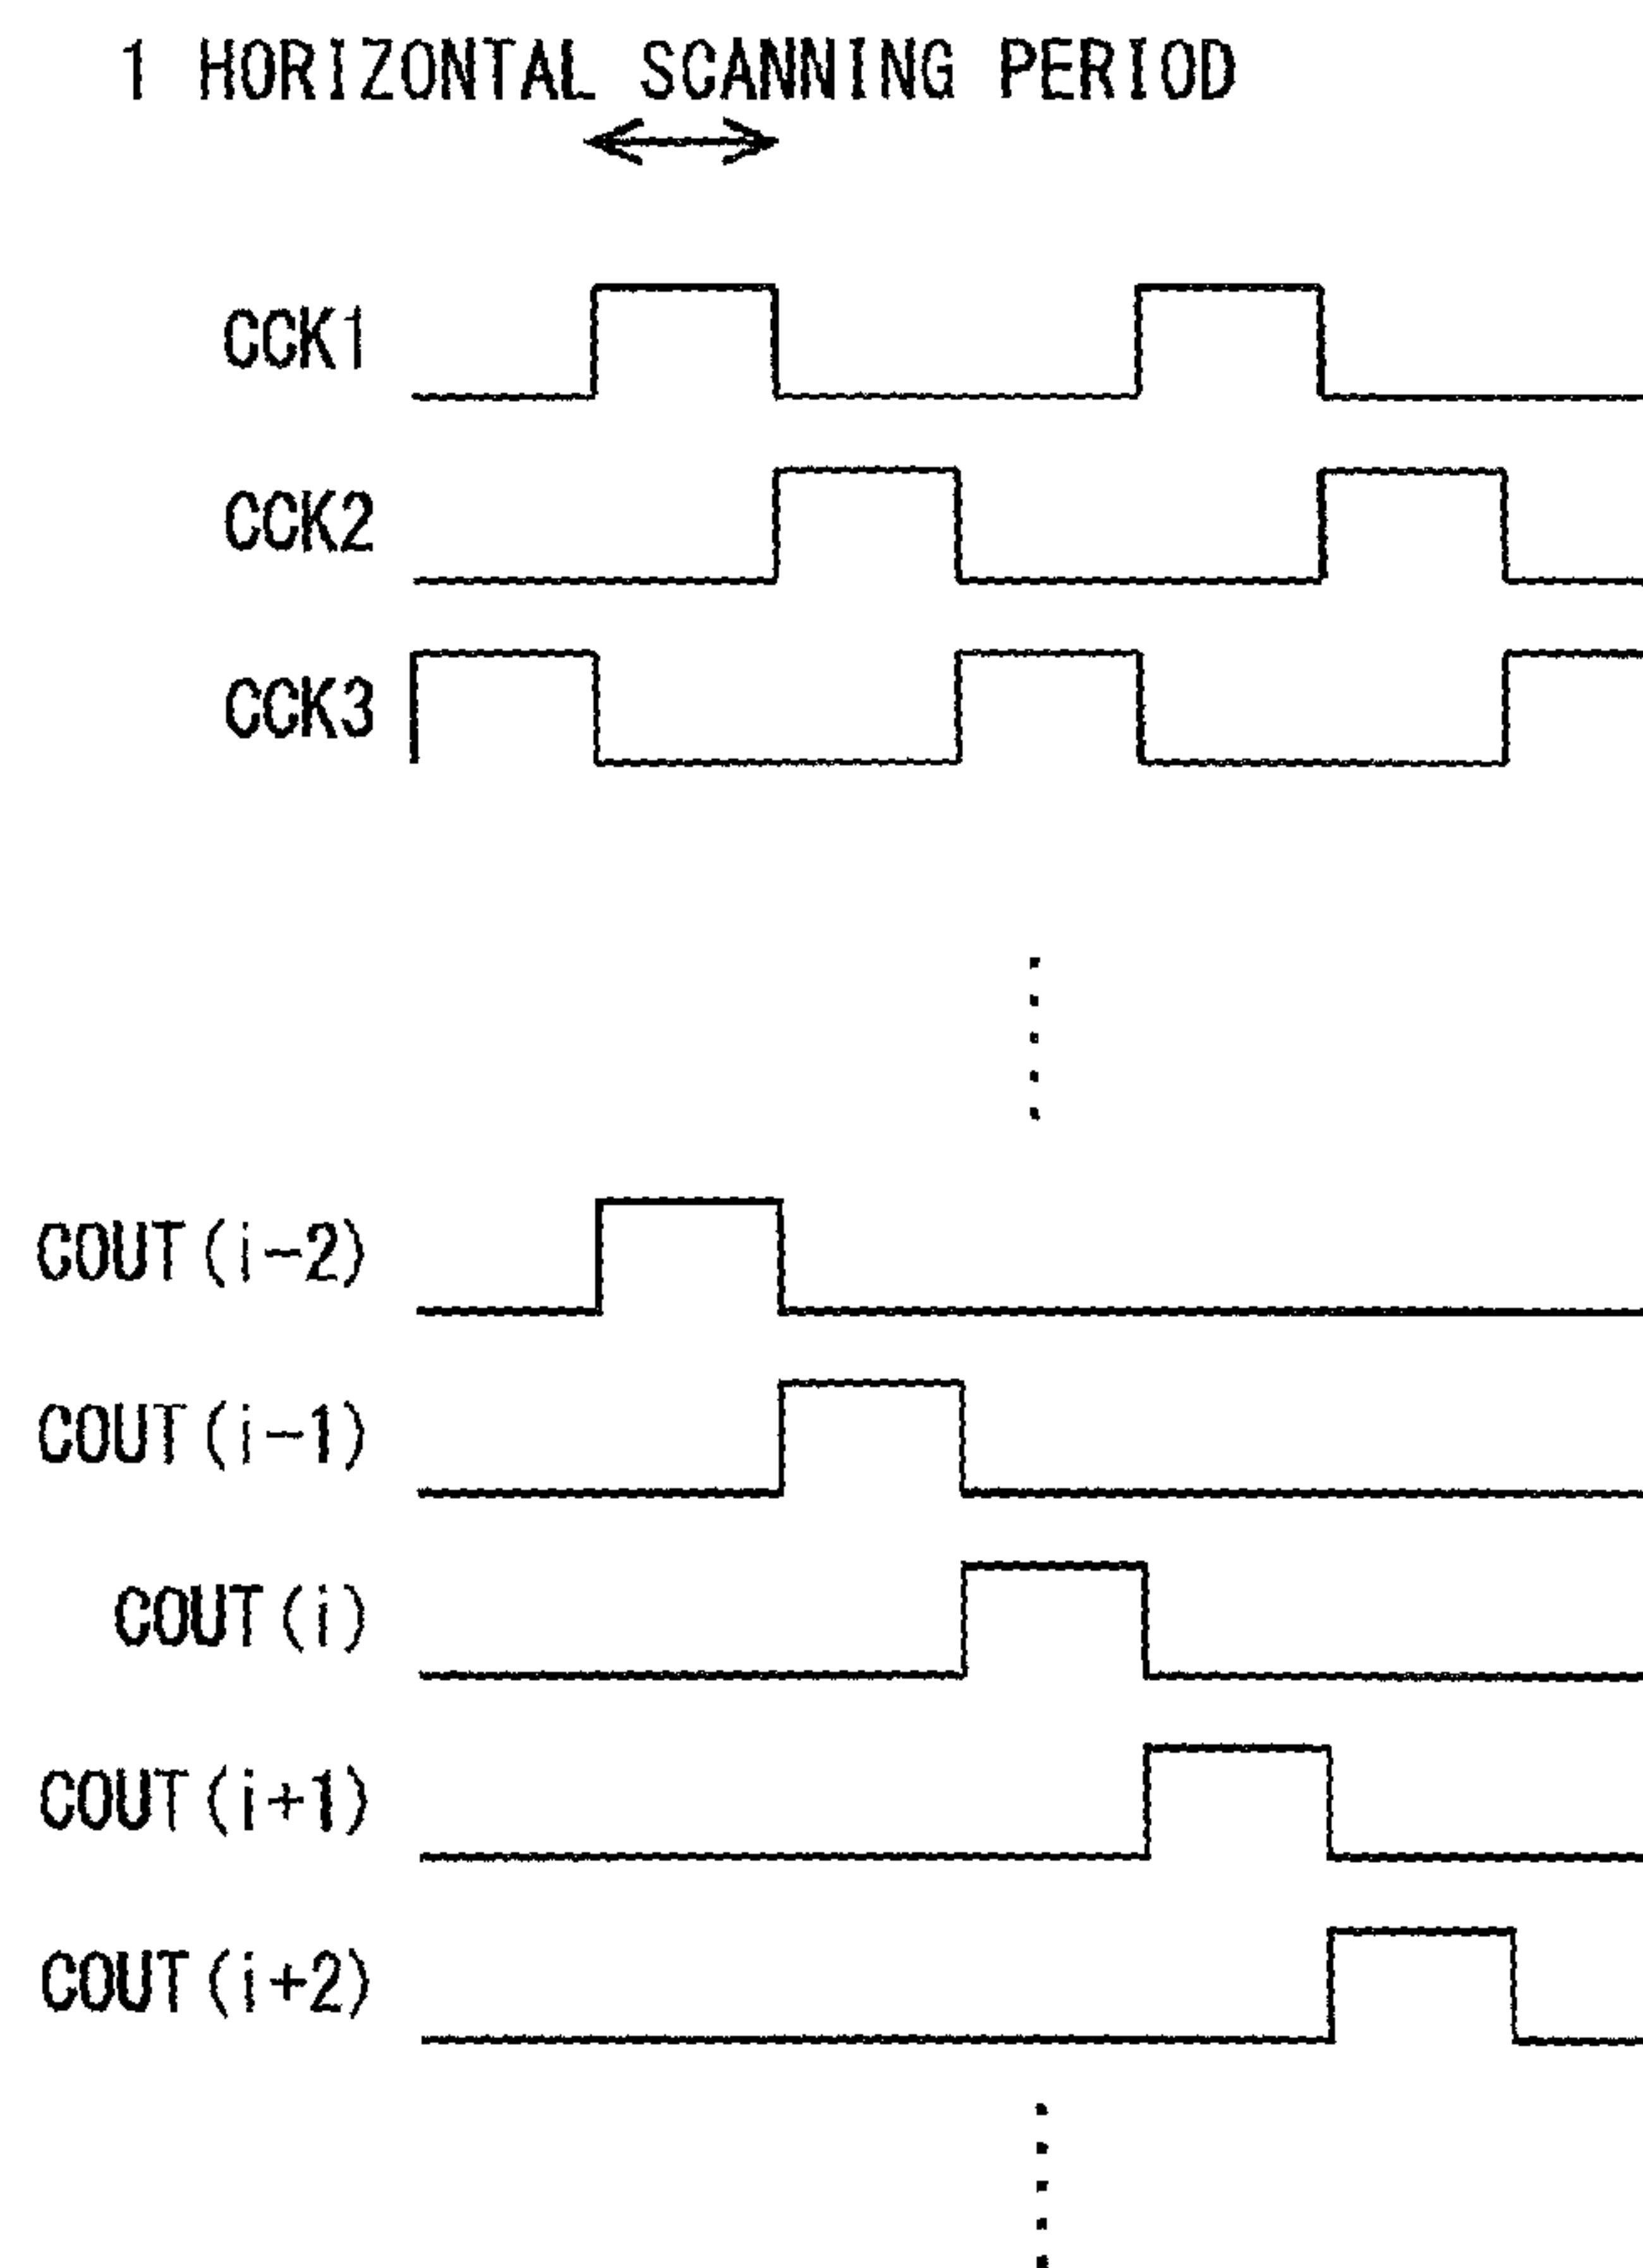 1 HORIZONTAL SCANNING PERIOD
CCK1
CCK2
CCK3
COUT(i-2)
COUT(i-1)
COUT(i)
COUT(i+1)
COUT(i+2)